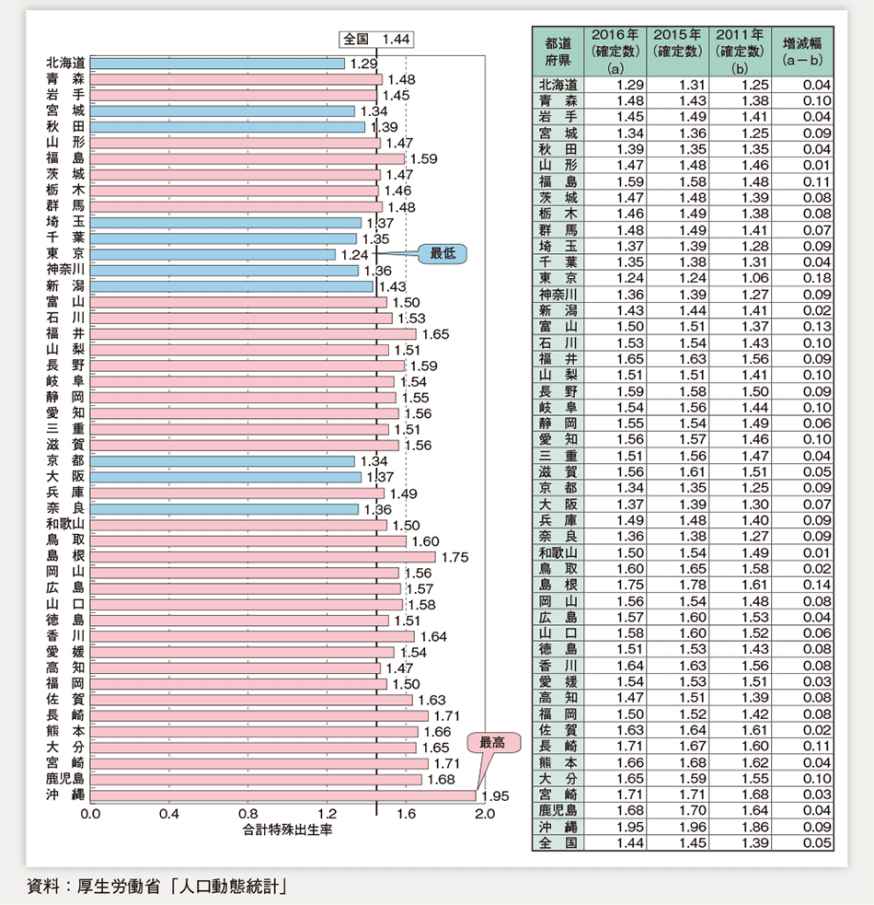 全国 1.44
北海道 1.29
青 森 1.48
岩 手 1.45
宮 城 1.34
秋 田 1.39
山 形 1.47
福 島 1.59
茨 城 1.47
栃 木 1.46
群 馬 1.48
埼 玉 1.37
千 葉 1.35
東 京 1.24
最低
神奈川 1.36
新 潟 1.43
富 山 1.50
石 川 1.53
福 井 1.65
山 梨 1.51
長 野 1.59
岐 阜 1.54
静 岡 1.55
愛 知 1.56
三 重 1.51
滋 賀 1.56
京 都 1.34
大 阪 1.37
兵 庫 1.49
奈 良 1.36
和歌山 1.50
鳥 取 1.60
島 根 1.75
岡 山 1.56
広 島 1.57
山 口 1.58
徳 島 1.51
香 川 1.64
愛 媛 1.54
高 知 1.47
福 岡 1.50
佐 賀 1.63
長 崎 1.71
熊 本 1.66
大 分 1.65
最高
宮 崎 1.71
鹿児島 1.68
沖 縄 1.95
0.0 0.4 0.8 1.2 1.6 2.0
合計特殊出生率
都道府県 2016年（確定数）（a） 2015年（確定数） 2011年（確定数）（b） 増減幅（a－b）
北海道 1.29 1.31 1.25 0.04
青 森 1.48 1.43 1.38 0.10
岩 手 1.45 1.49 1.41 0.04
宮 城 1.34 1.36 1.25 0.09
秋 田 1.39 1.35 1.35 0.04
山 形 1.47 1.48 1.46 0.01
福 島 1.59 1.58 1.48 0.11
茨 城 1.47 1.48 1.39 0.08
栃 木 1.46 1.49 1.38 0.08
群 馬 1.48 1.49 1.41 0.07
埼 玉 1.37 1.39 1.28 0.09
千 葉 1.35 1.38 1.31 0.04
東 京 1.24 1.24 1.06 0.18
神奈川 1.36 1.39 1.27 0.09
新 潟 1.43 1.44 1.41 0.02
富 山 1.50 1.51 1.37 0.13
石 川 1.53 1.54 1.43 0.10
福 井 1.65 1.63 1.56 0.09
山 梨 1.51 1.51 1.41 0.10
長 野 1.59 1.58 1.50 0.09
岐 阜 1.54 1.56 1.44 0.10
静 岡 1.55 1.54 1.49 0.06
愛 知 1.56 1.57 1.46 0.10
三 重 1.51 1.56 1.47 0.04
滋 賀 1.56 1.61 1.51 0.05
京 都 1.34 1.35 1.25 0.09
大 阪 1.37 1.39 1.30 0.07
兵 庫 1.49 1.48 1.40 0.09
奈 良 1.36 1.38 1.27 0.09
和歌山 1.50 1.54 1.49 0.01
鳥 取 1.60 1.65 1.58 0.02
島 根 1.75 1.78 1.61 0.14
岡 山 1.56 1.54 1.48 0.08
広 島 1.57 1.60 1.53 0.04
山 口 1.58 1.60 1.52 0.06
徳 島 1.51 1.53 1.43 0.08
香 川 1.64 1.63 1.56 0.08
愛 媛 1.54 1.53 1.51 0.03
高 知 1.47 1.51 1.39 0.08
福 岡 1.50 1.52 1.42 0.08
佐 賀 1.63 1.64 1.61 0.02
長 崎 1.71 1.67 1.60 0.11
熊 本 1.66 1.68 1.62 0.04
大 分 1.65 1.59 1.55 0.10
宮 崎 1.71 1.71 1.68 0.03
鹿児島 1.68 1.70 1.64 0.04
沖 縄 1.95 1.96 1.86 0.09
全 国 1.44 1.45 1.39 0.05
資料：厚生労働省「人口動態統計」